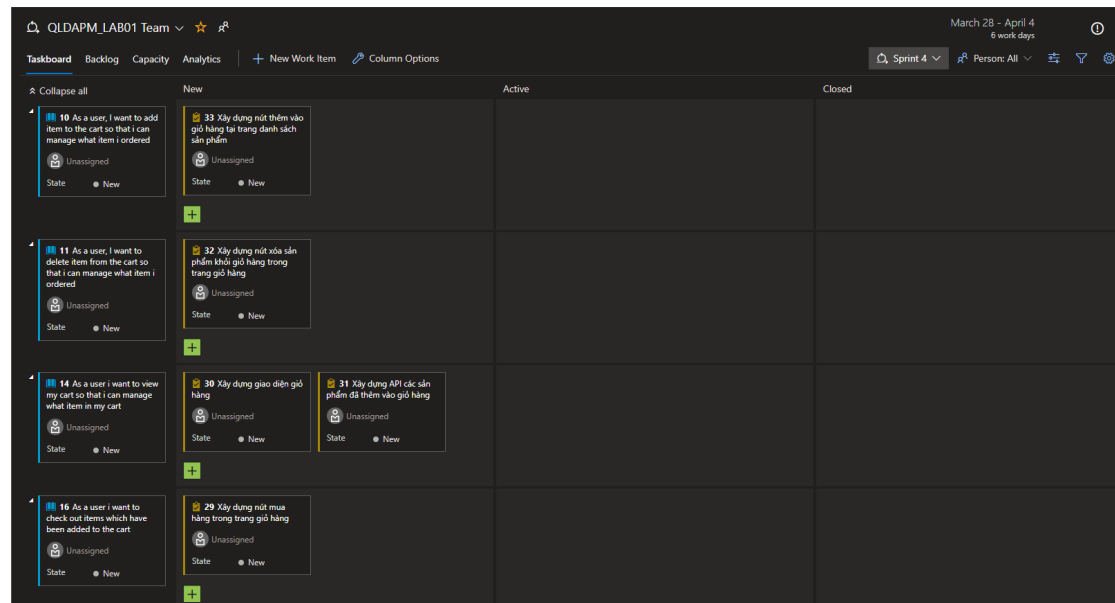 QLDAPM_LAB01 Team
March 28 - April 4
6 work days
Taskboard Backlog Capacity Analytics New Work Item Column Options
Sprint 4 Person: All
Collapse all New Active Closed
10 As a user, I want to add
item to the cart so that i can
manage what item i ordered
Unassigned
State New
33 Xây dựng nút thêm vào
giỏ hàng tại trang danh sách
sản phẩm
Unassigned
State New
11 As a user, I want to
delete item from the cart so
that i can manage what item i
ordered
Unassigned
State New
32 Xây dựng nút xóa sản
phẩm khỏi giỏ hàng trong
trang giỏ hàng
Unassigned
State New
14 As a user i want to view
my cart so that i can manage
what item in my cart
Unassigned
State New
30 Xây dựng giao diện giỏ
hàng
Unassigned
State New
31 Xây dựng API các sản
phẩm đã thêm vào giỏ hàng
Unassigned
State New
16 As a user i want to
check out items which have
been added to the cart
Unassigned
State New
29 Xây dựng nút mua
hàng trong trang giỏ hàng
Unassigned
State New